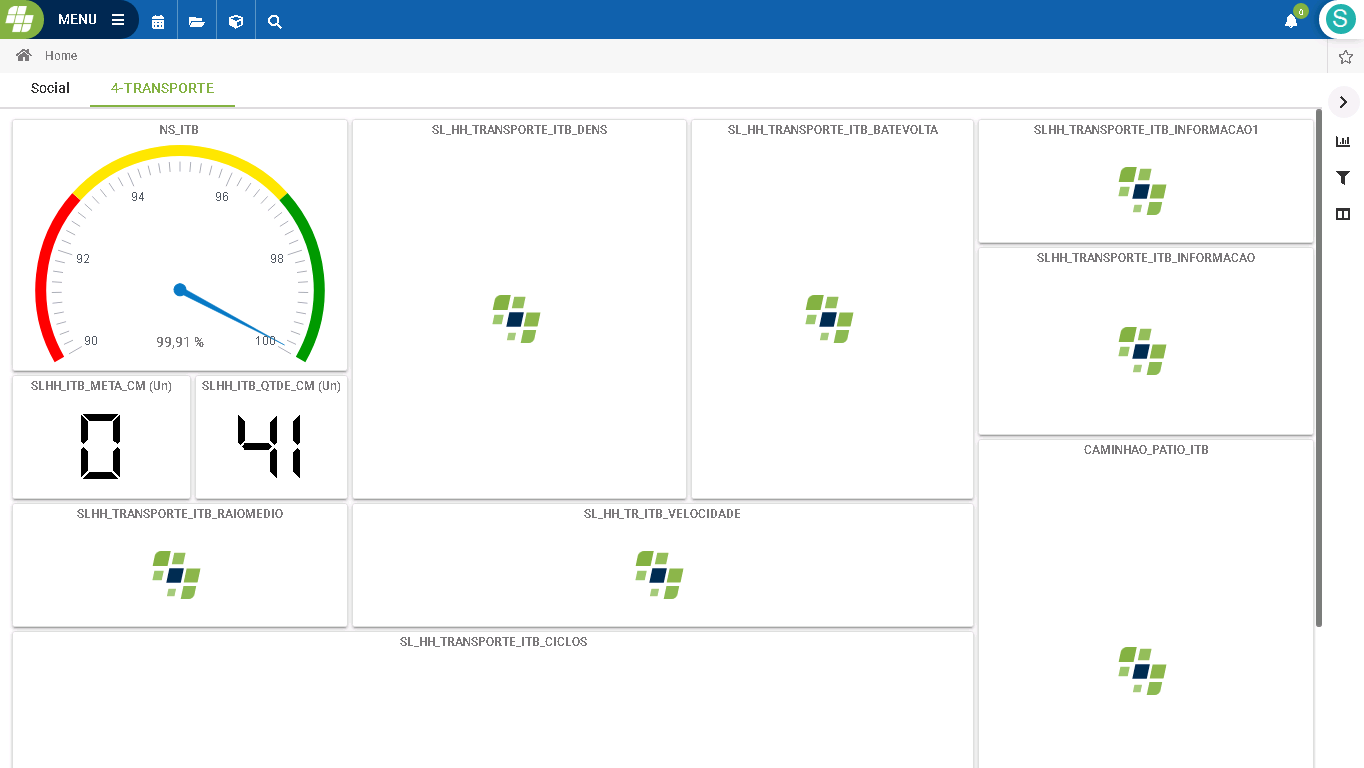 MENU
0
S
Home
Social
4-TRANSPORTE
NS_ITB
90
92
94
96
98
100
99,91 %
SL_HH_TRANSPORTE_ITB_DENS
SL_HH_TRANSPORTE_ITB_BATEVOLTA
SLHH_TRANSPORTE_ITB_INFORMACAO1
SLHH_TRANSPORTE_ITB_INFORMACAO
SLHH_ITB_META_CM (Un)
0
SLHH_ITB_QTDE_CM (Un)
41
CAMINHAO_PATIO_ITB
SLHH_TRANSPORTE_ITB_RAIOMEDIO
SL_HH_TR_ITB_VELOCIDADE
SL_HH_TRANSPORTE_ITB_CICLOS